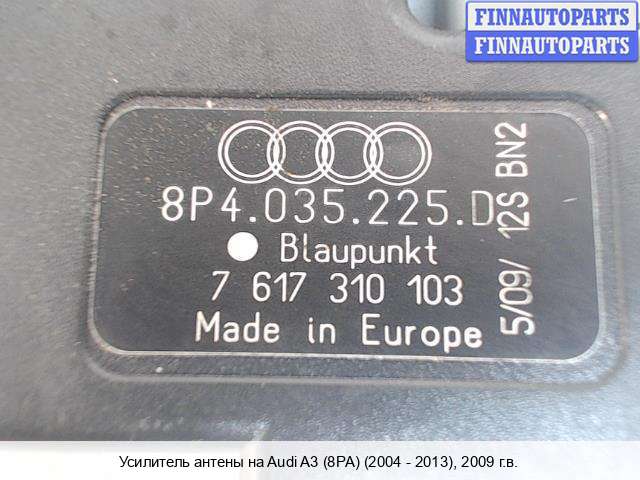 FINNAUTOPARTS
FINNAUTOPARTS
8P4.035.225.D
Blaupunkt
7 617 310 103
Made in Europe
5/09/ 12S BN2
Усилитель антены на Audi A3 (8PA) (2004 - 2013), 2009 г.в.